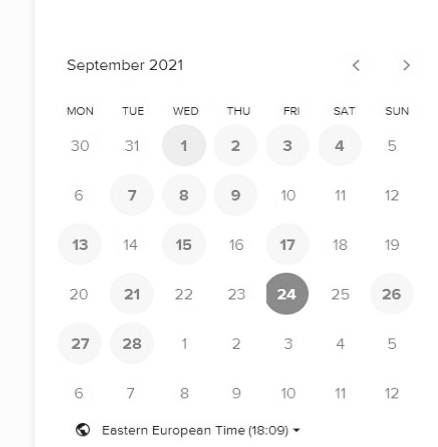 September 2021
MON TUE WED THU FRI SAT SUN
30 31 1 2 3 4 5
6 7 8 9 10 11 12
13 14 15 16 17 18 19
20 21 22 23 24 25 26
27 28 1 2 3 4 5
6 7 8 9 10 11 12
Eastern European Time (18:09)